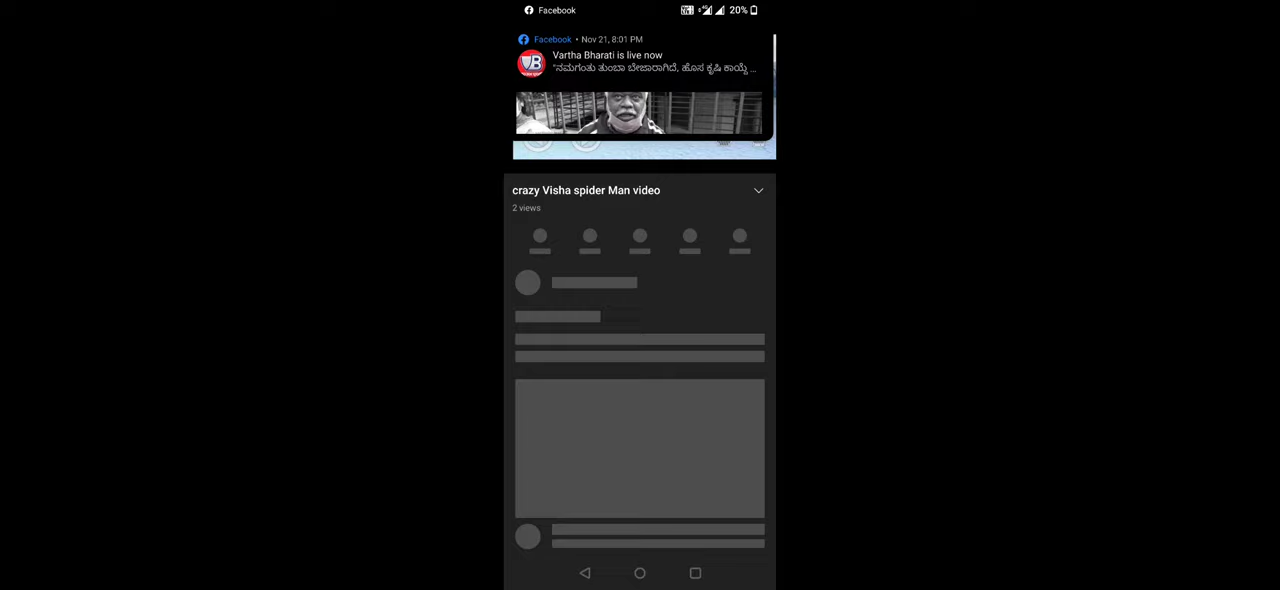 Facebook 20%
Facebook • Nov 21, 8:01 PM
Vartha Bharati is live now
"ನಮಗಂತು ತುಂಬಾ ಬೇಜಾರಾಗಿದೆ, ಹೊಸ ಕೃಷಿ ಕಾಯ್ದೆ ...
crazy Visha spider Man video
2 views